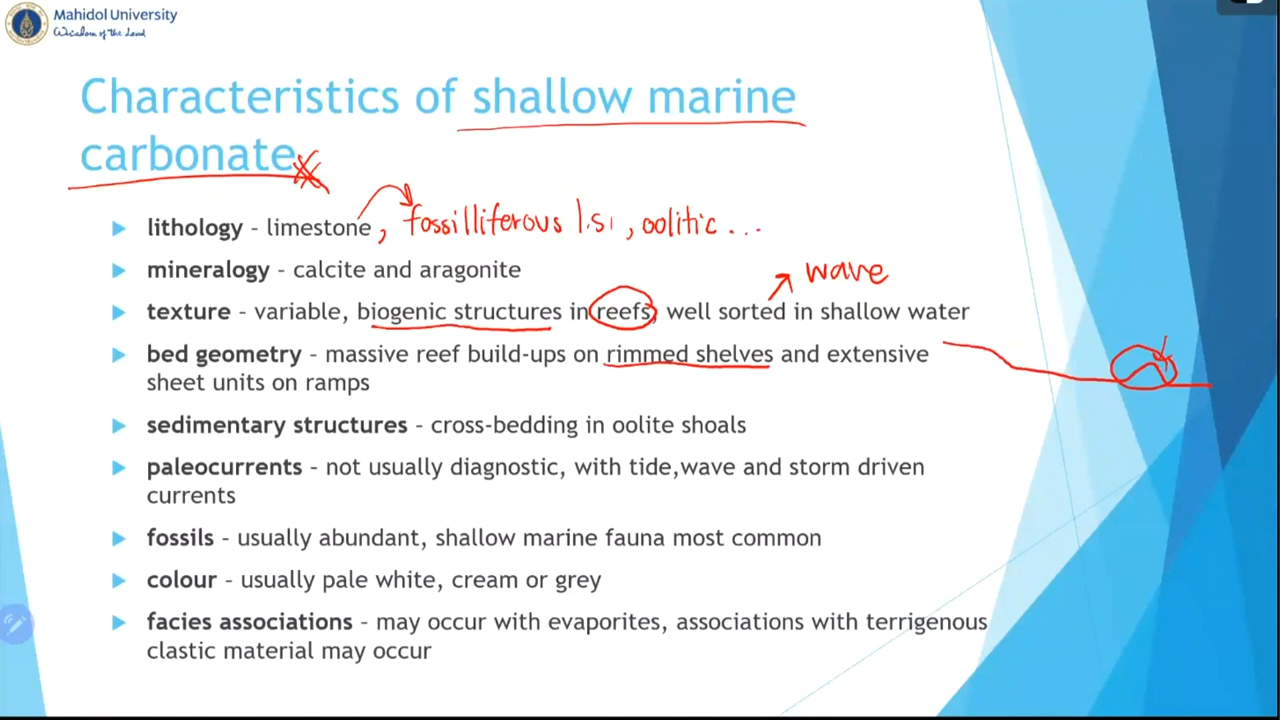 Mahidol University
Wisdom of the Land
Characteristics of shallow marine
carbonate
lithology – limestone, fossilliferous l.s, oolitic ...
mineralogy – calcite and aragonite
wave
texture – variable, biogenic structures in reefs, well sorted in shallow water
bed geometry – massive reef build-ups on rimmed shelves and extensive
sheet units on ramps
sedimentary structures – cross-bedding in oolite shoals
paleocurrents – not usually diagnostic, with tide,wave and storm driven
currents
fossils – usually abundant, shallow marine fauna most common
colour – usually pale white, cream or grey
facies associations – may occur with evaporites, associations with terrigenous
clastic material may occur